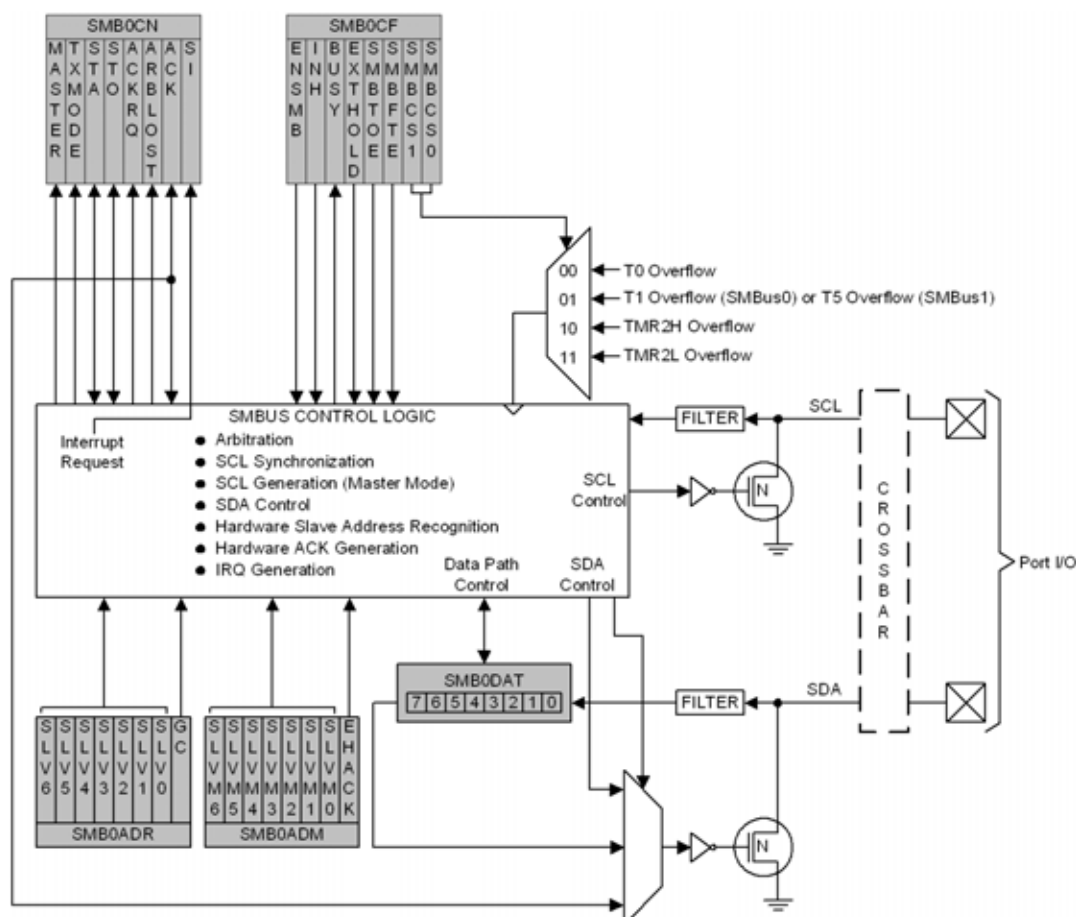 SMB0CN
MASTER
TXMODE
STA
STO
ACKRQ
ARBLOST
ACK
SI
SMB0CF
ENSMB
INH
BUSY
EXTHOLD
SMBTOE
SMBFTE
SMBCS1
SMBCS0
00
T0 Overflow
01
T1 Overflow (SMBus0) or T5 Overflow (SMBus1)
10
TMR2H Overflow
11
TMR2L Overflow
SMBUS CONTROL LOGIC
Interrupt
Request
● Arbitration
● SCL Synchronization
● SCL Generation (Master Mode)
● SDA Control
● Hardware Slave Address Recognition
● Hardware ACK Generation
● IRQ Generation
Data Path
Control
SDA
Control
SCL
Control
FILTER
SCL
N
CROSSBAR
Port I/O
SMB0DAT
7 6 5 4 3 2 1 0
FILTER
SDA
N
SLV6
SLV5
SLV4
SLV3
SLV2
SLV1
SLV0
GC
SMB0ADR
SLVM6
SLVM5
SLVM4
SLVM3
SLVM2
SLVM1
SLVM0
EHACK
SMB0ADM